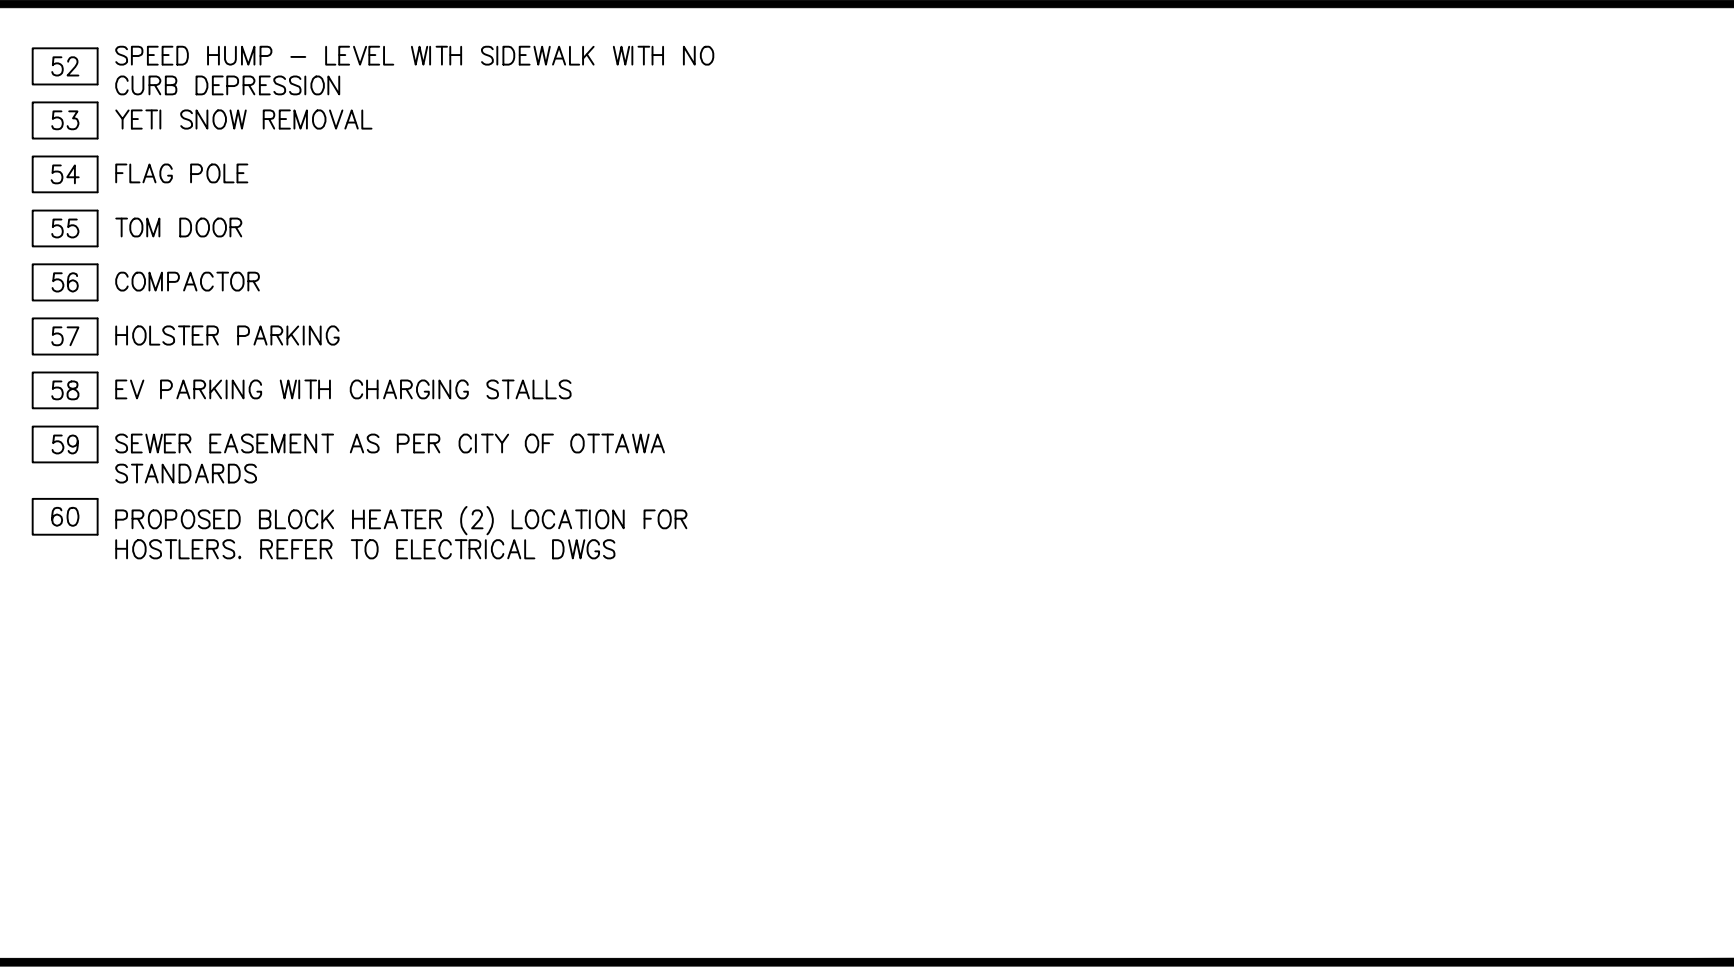 52 SPEED HUMP – LEVEL WITH SIDEWALK WITH NO
CURB DEPRESSION
53 YETI SNOW REMOVAL
54 FLAG POLE
55 TOM DOOR
56 COMPACTOR
57 HOLSTER PARKING
58 EV PARKING WITH CHARGING STALLS
59 SEWER EASEMENT AS PER CITY OF OTTAWA
STANDARDS
60 PROPOSED BLOCK HEATER (2) LOCATION FOR
HOSTLERS. REFER TO ELECTRICAL DWGS